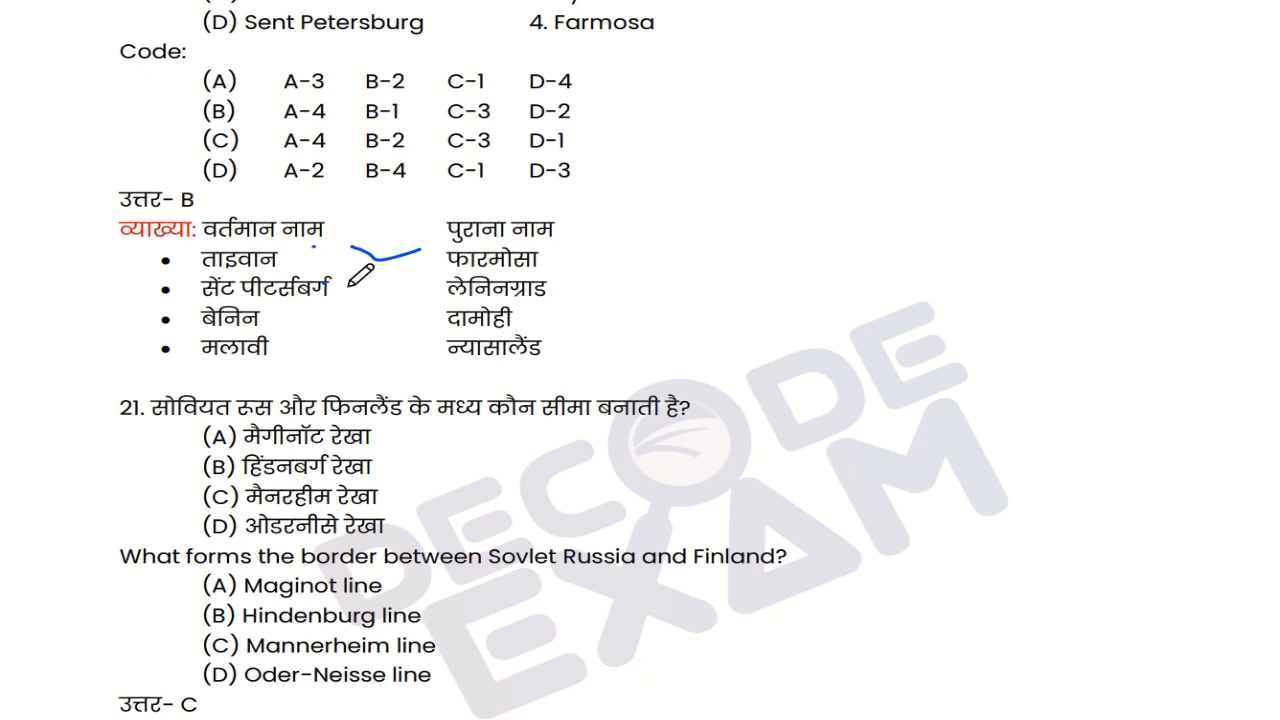 (D) Sent Petersburg 4. Farmosa
Code:
(A) A-3 B-2 C-1 D-4
(B) A-4 B-1 C-3 D-2
(C) A-4 B-2 C-3 D-1
(D) A-2 B-4 C-1 D-3
उत्तर- B
व्याख्या: वर्तमान नाम पुराना नाम
• ताइवान फारमोसा
• सेंट पीटर्सबर्ग लेनिनग्राड
• बेनिन दामोही
• मलावी न्यासालैंड
21. सोवियत रूस और फिनलैंड के मध्य कौन सीमा बनाती है?
(A) मैगीनॉट रेखा
(B) हिंडनबर्ग रेखा
(C) मैनरहीम रेखा
(D) ओडरनीसे रेखा
What forms the border between Sovlet Russia and Finland?
(A) Maginot line
(B) Hindenburg line
(C) Mannerheim line
(D) Oder-Neisse line
उत्तर- C
DECODE
EXAM